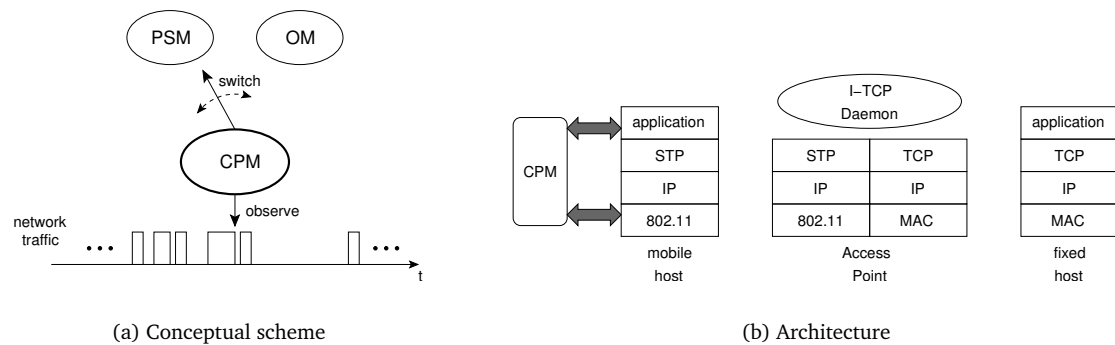 PSM
OM
switch
CPM
observe
network
traffic
t
(a) Conceptual scheme
I–TCP
Daemon
CPM
application
STP
IP
802.11
mobile
host
STP TCP
IP IP
802.11 MAC
Access
Point
application
TCP
IP
MAC
fixed
host
(b) Architecture